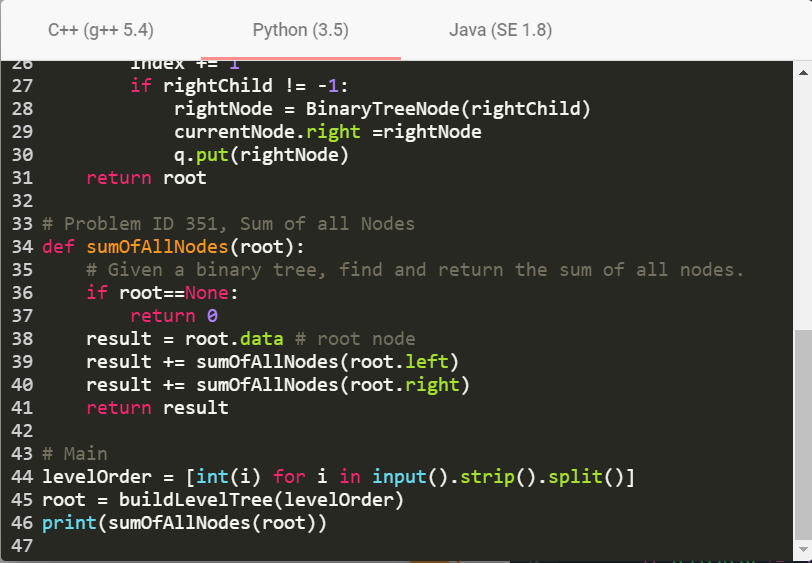 C++ (g++ 5.4) Python (3.5) Java (SE 1.8)
26 index += 1
27 if rightChild != -1:
28 rightNode = BinaryTreeNode(rightChild)
29 currentNode.right =rightNode
30 q.put(rightNode)
31 return root
32
33 # Problem ID 351, Sum of all Nodes
34 def sumOfAllNodes(root):
35 # Given a binary tree, find and return the sum of all nodes.
36 if root==None:
37 return 0
38 result = root.data # root node
39 result += sumOfAllNodes(root.left)
40 result += sumOfAllNodes(root.right)
41 return result
42
43 # Main
44 levelOrder = [int(i) for i in input().strip().split()]
45 root = buildLevelTree(levelOrder)
46 print(sumOfAllNodes(root))
47